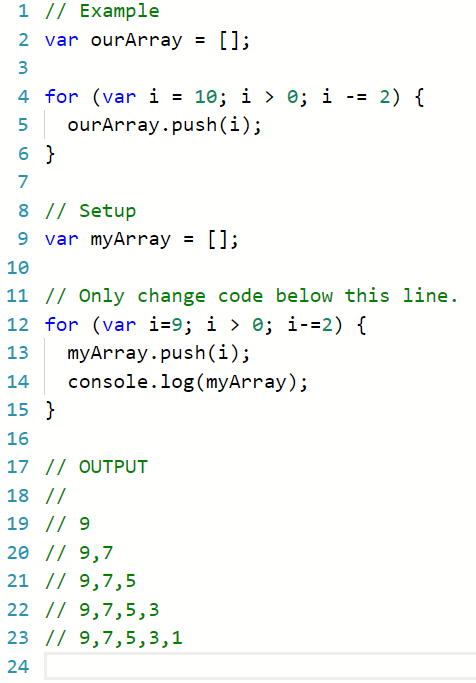 1 // Example
2 var ourArray = [];
3
4 for (var i = 10; i > 0; i -= 2) {
5   ourArray.push(i);
6 }
7
8 // Setup
9 var myArray = [];
10
11 // Only change code below this line.
12 for (var i=9; i > 0; i-=2) {
13   myArray.push(i);
14   console.log(myArray);
15 }
16
17 // OUTPUT
18 //
19 // 9
20 // 9,7
21 // 9,7,5
22 // 9,7,5,3
23 // 9,7,5,3,1
24